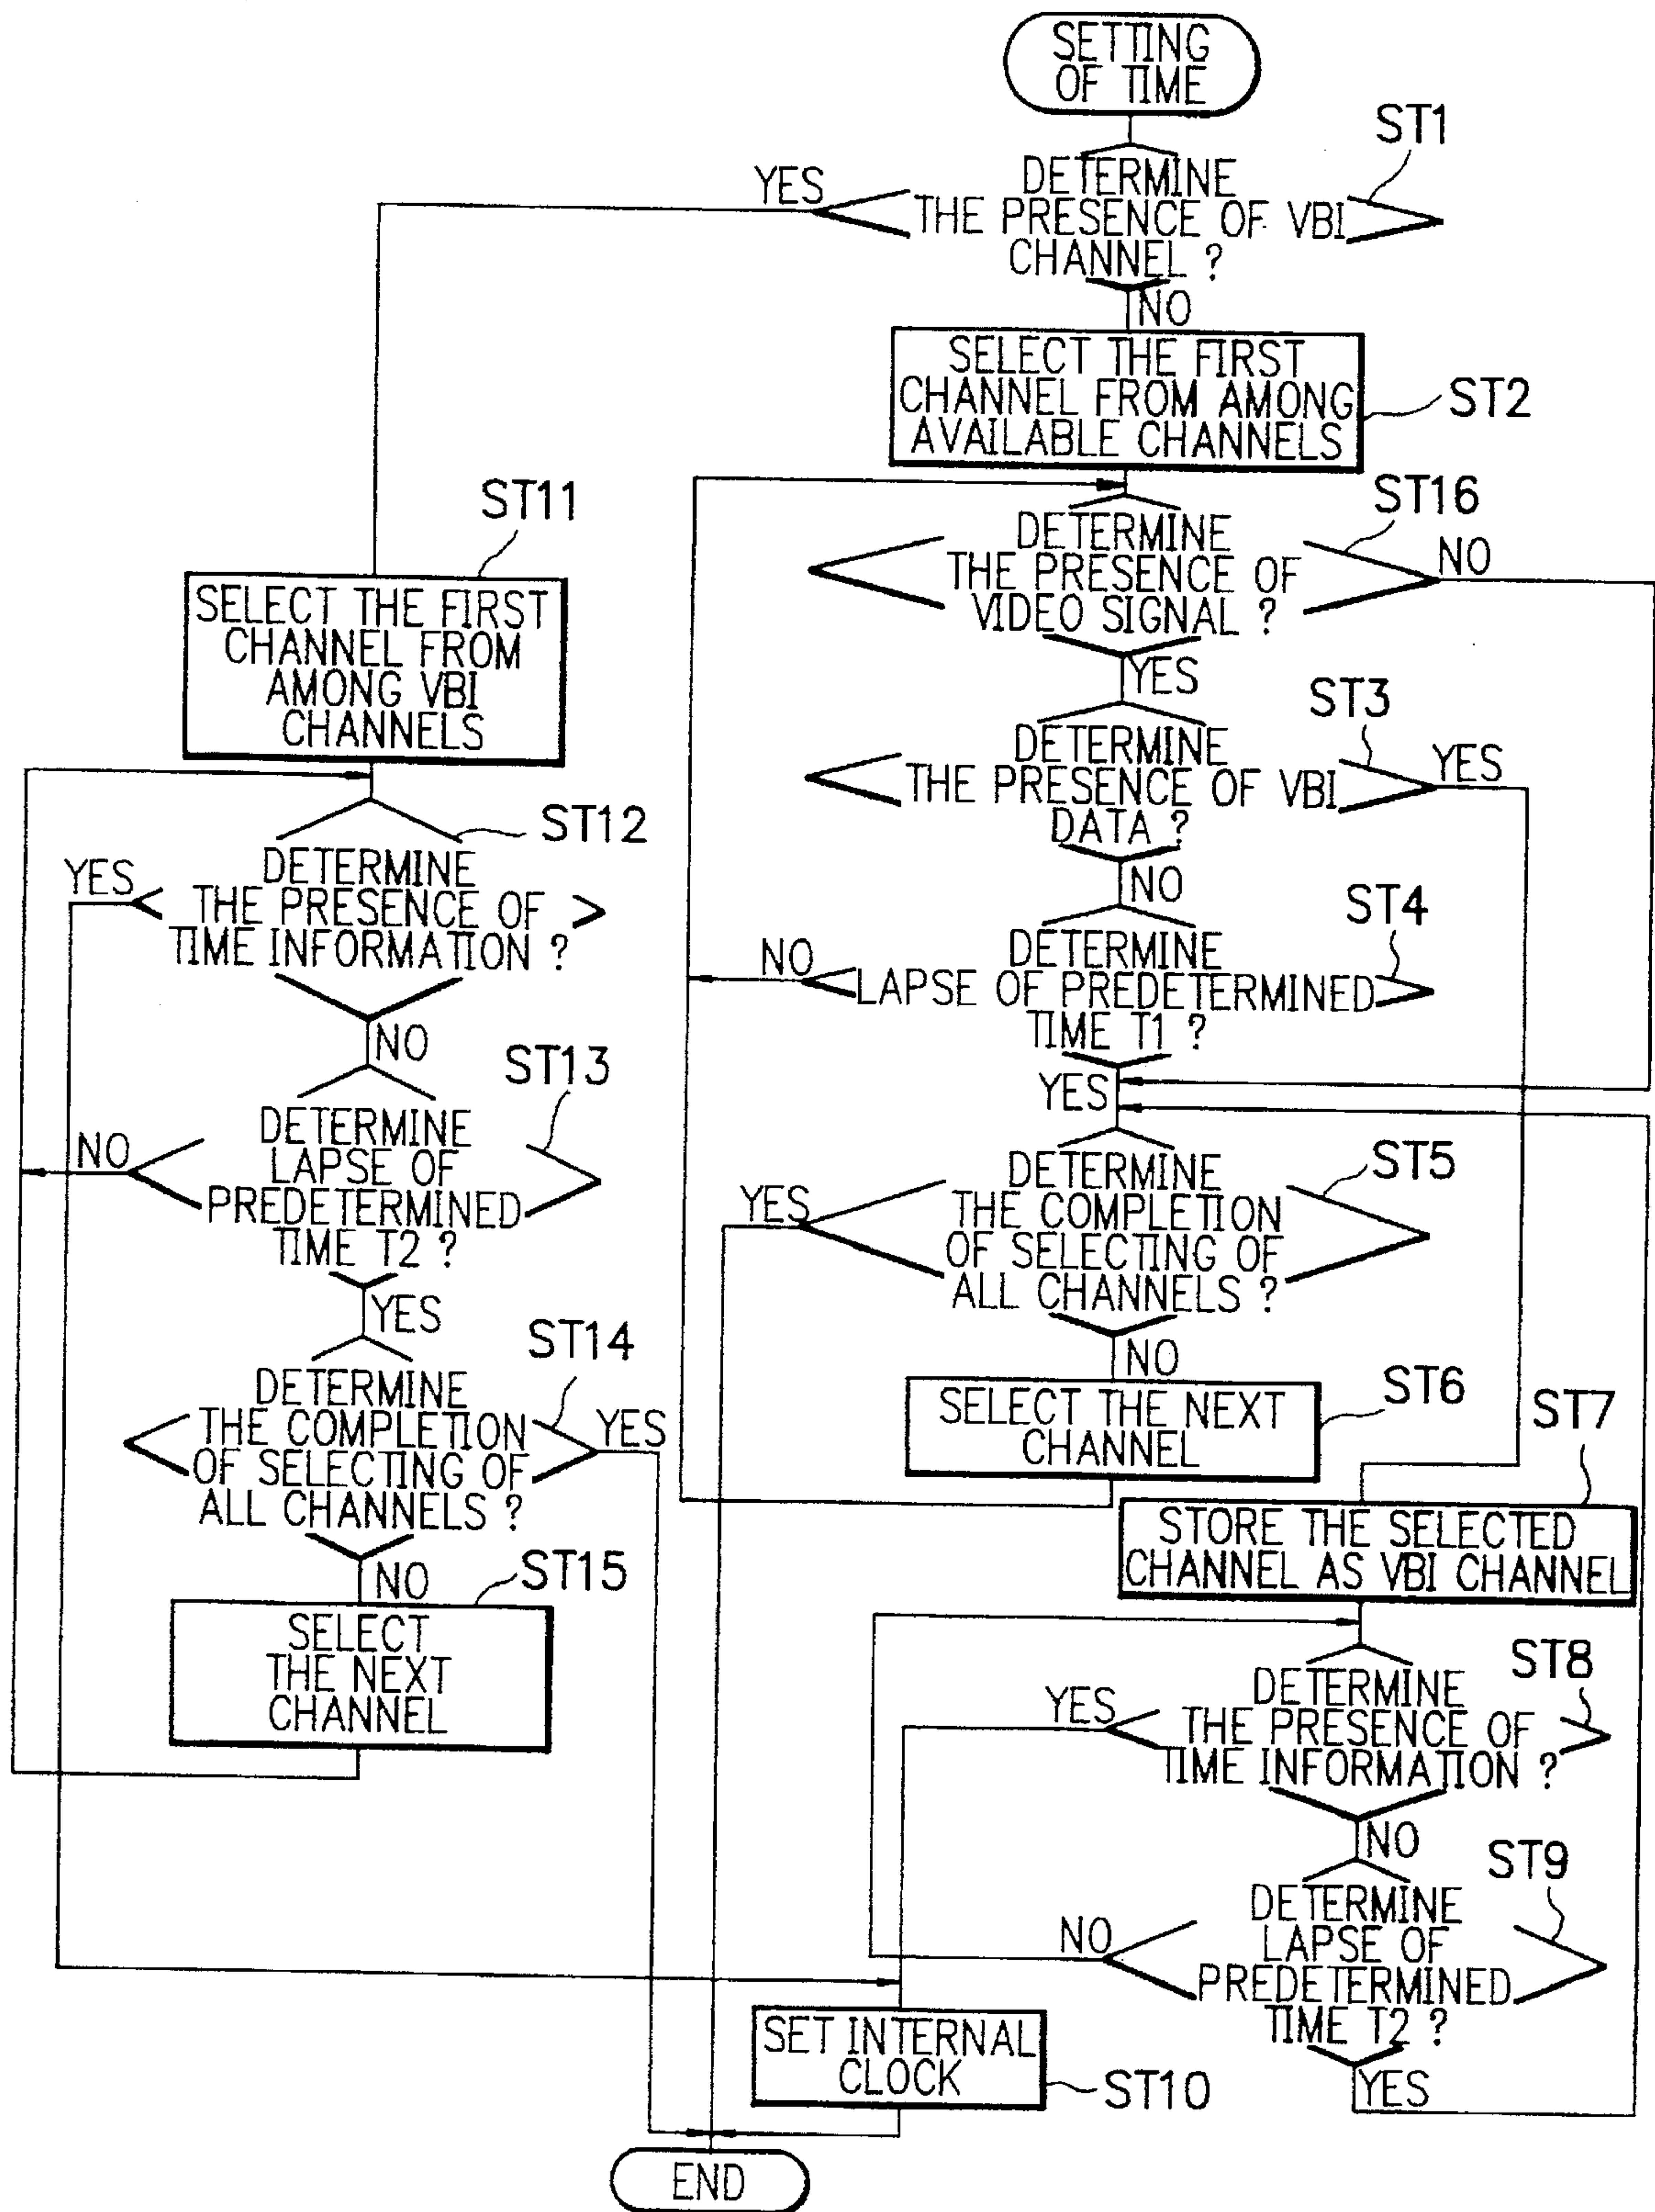 SETTING
OF TIME
ST1
YES
DETERMINE
THE PRESENCE OF VBI
CHANNEL ?
NO
SELECT THE FIRST
CHANNEL FROM AMONG
AVAILABLE CHANNELS
ST2
ST16
DETERMINE
THE PRESENCE OF
VIDEO SIGNAL ?
NO
YES
ST3
DETERMINE
THE PRESENCE OF VBI
DATA ?
YES
NO
ST4
DETERMINE
LAPSE OF PREDETERMINED
TIME T1 ?
NO
YES
ST5
DETERMINE
THE COMPLETION
OF SELECTING OF
ALL CHANNELS ?
YES
NO
SELECT THE NEXT
CHANNEL
ST6
ST7
STORE THE SELECTED
CHANNEL AS VBI CHANNEL
ST8
YES
DETERMINE
THE PRESENCE OF
TIME INFORMATION ?
NO
ST9
NO
DETERMINE
LAPSE OF
PREDETERMINED
TIME T2 ?
YES
ST11
SELECT THE FIRST
CHANNEL FROM
AMONG VBI
CHANNELS
ST12
YES
DETERMINE
THE PRESENCE OF
TIME INFORMATION ?
NO
ST13
NO
DETERMINE
LAPSE OF
PREDETERMINED
TIME T2 ?
YES
ST14
DETERMINE
THE COMPLETION
OF SELECTING OF
ALL CHANNELS ?
YES
NO
ST15
SELECT
THE NEXT
CHANNEL
SET INTERNAL
CLOCK
ST10
END